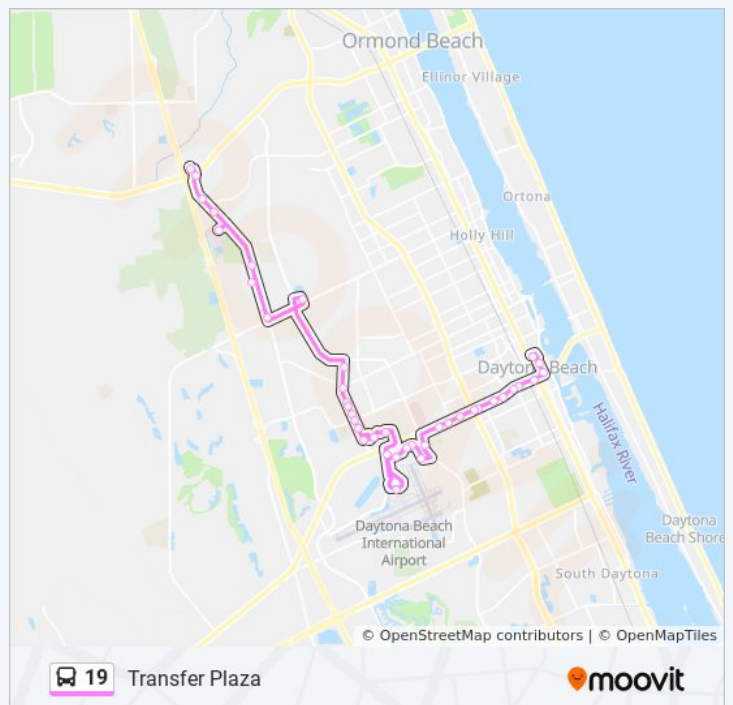 Ormond Beach
Ellinor Village
Ortona
Holly Hill
Daytona Beach
Halifax River
Daytona Beach
International
Airport
Daytona
Beach Shore
South Daytona
© OpenStreetMap contributors | © OpenMapTiles
19 Transfer Plaza
moovit